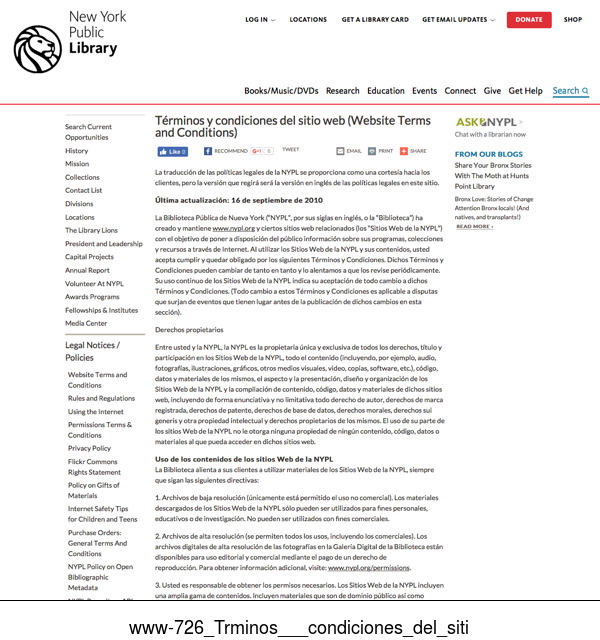 New York
Public
Library
LOG IN
LOCATIONS
GET A LIBRARY CARD
GET EMAIL UPDATES
DONATE
SHOP
Books/Music/DVDs
Research
Education
Events
Connect
Give
Get Help
Search
Search Current
Opportunities
History
Mission
Collections
Contact List
Divisions
Locations
The Library Lions
President and Leadership
Capital Projects
Annual Report
Volunteer At NYPL
Awards Programs
Fellowships & Institutes
Media Center
Legal Notices /
Policies
Website Terms and
Conditions
Rules and Regulations
Using the Internet
Permissions Terms &
Conditions
Privacy Policy
Flickr Commons
Rights Statement
Policy on Gifts of
Materials
Internet Safety Tips
for Children and Teens
Purchase Orders:
General Terms And
Conditions
NYPL Policy on Open
Bibliographic
Metadata
Términos y condiciones del sitio web (Website Terms
and Conditions)
Like 0
RECOMMEND
G+1
0
TWEET
EMAIL
PRINT
SHARE
La traducción de las políticas legales de la NYPL se proporciona como una cortesía hacia los
clientes, pero la versión que regirá será la versión en inglés de las políticas legales en este sitio.
Última actualización: 16 de septiembre de 2010
La Biblioteca Pública de Nueva York ("NYPL", por sus siglas en inglés, o la "Biblioteca") ha
creado y mantiene www.nypl.org y ciertos sitios web relacionados (los "Sitios Web de la NYPL")
con el objetivo de poner a disposición del público información sobre sus programas, colecciones
y recursos a través de Internet. Al utilizar los Sitios Web de la NYPL y sus contenidos, usted
acepta cumplir y quedar obligado por los siguientes Términos y Condiciones. Dichos Términos y
Condiciones pueden cambiar de tanto en tanto y lo alentamos a que los revise periódicamente.
Su uso continuo de los Sitios Web de la NYPL indica su aceptación de todo cambio a dichos
Términos y Condiciones. (Todo cambio a estos Términos y Condiciones es aplicable a disputas
que surjan de eventos que tienen lugar antes de la publicación de dichos cambios en esta
sección).
Derechos propietarios
Entre usted y la NYPL, la NYPL es la propietaria única y exclusiva de todos los derechos, título y
participación en los Sitios Web de la NYPL, todo el contenido (incluyendo, por ejemplo, audio,
fotografías, ilustraciones, gráficos, otros medios visuales, video, copias, software, etc.), código,
datos y materiales de los mismos, el aspecto y la presentación, diseño y organización de los
Sitios Web de la NYPL y la compilación de contenido, código, datos y materiales de dichos sitios
web, incluyendo de forma enunciativa y no limitativa todo derecho de autor, derechos de marca
registrada, derechos de patente, derechos de base de datos, derechos morales, derechos sui
generis y otra propiedad intelectual y derechos propietarios de los mismos. El uso de su parte de
los sitios Web de la NYPL no le otorga ninguna propiedad de ningún contenido, código, datos o
materiales al que pueda acceder en dichos sitios web.
Uso de los contenidos de los sitios Web de la NYPL
La Biblioteca alienta a sus clientes a utilizar materiales de los Sitios Web de la NYPL, siempre
que sigan las siguientes directivas:
1. Archivos de baja resolución (únicamente está permitido el uso no comercial). Los materiales
descargados de los Sitios Web de la NYPL sólo pueden ser utilizados para fines personales,
educativos o de investigación. No pueden ser utilizados con fines comerciales.
2. Archivos de alta resolución (se permiten todos los usos, incluyendo los comerciales). Los
archivos digitales de alta resolución de las fotografías en la Galería Digital de la Biblioteca están
disponibles para uso editorial y comercial mediante el pago de un derecho de
reproducción. Para obtener información adicional, visite: www.nypl.org/permissions.
3. Usted es responsable de obtener los permisos necesarios. Los Sitios Web de la NYPL incluyen
una amplia gama de contenidos. Incluyen materiales que son de dominio público así como
ASK NYPL >
Chat with a librarian now
FROM OUR BLOGS
Share Your Bronx Stories
With The Moth at Hunts
Point Library
Bronx Love: Stories of Change
Attention Bronx locals! (And
natives, and transplants!)
READ MORE ›
www-726_Trminos___condiciones_del_siti